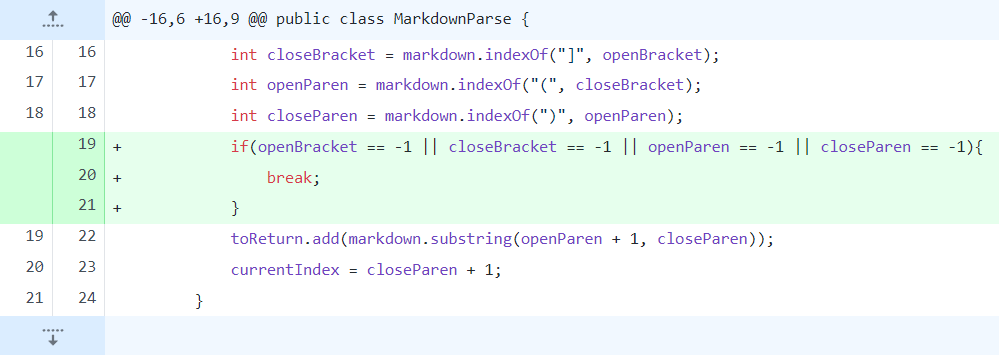 @@ -16,6 +16,9 @@ public class MarkdownParse {
16 16 int closeBracket = markdown.indexOf("]", openBracket);
17 17 int openParen = markdown.indexOf("(", closeBracket);
18 18 int closeParen = markdown.indexOf(")", openParen);
19 + if(openBracket == -1 || closeBracket == -1 || openParen == -1 || closeParen == -1){
20 + break;
21 + }
19 22 toReturn.add(markdown.substring(openParen + 1, closeParen));
20 23 currentIndex = closeParen + 1;
21 24 }